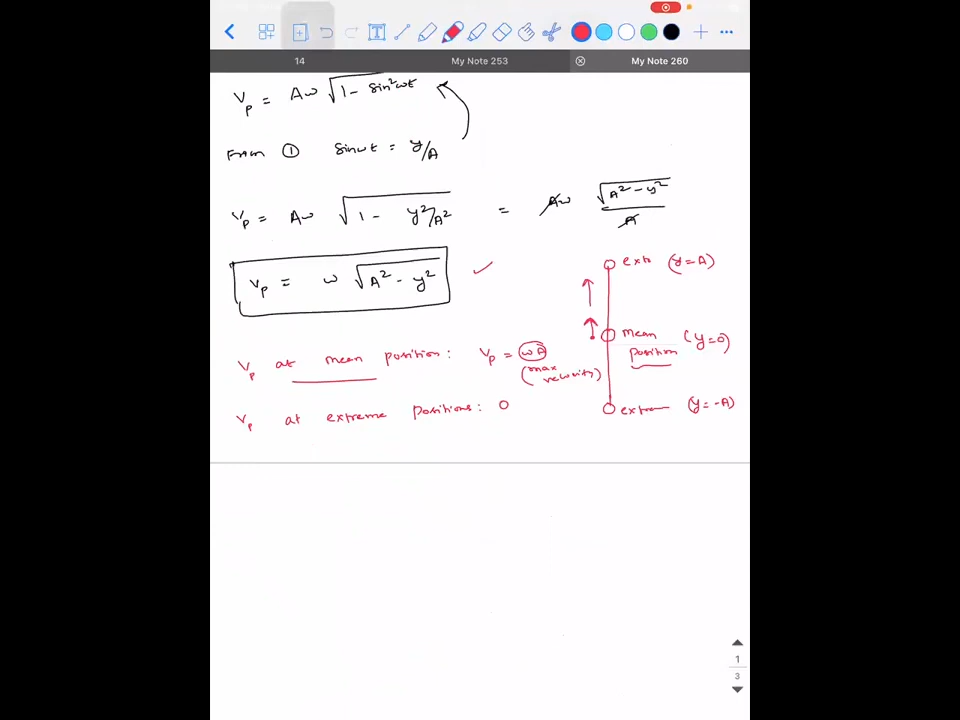 14 My Note 253 My Note 260
Vp = Aω √1 - sin²ωt
From ① Sinωt = y/A
Vp = Aω √1 - y²/A² = Aω √A² - y² / A
Vp = ω √A² - y² ✓
extr (y=A)
mean position (y=0)
Vp at mean position: Vp = ωA
(max velocity)
Vp at extreme positions: 0
extrem (y=-A)
1
3